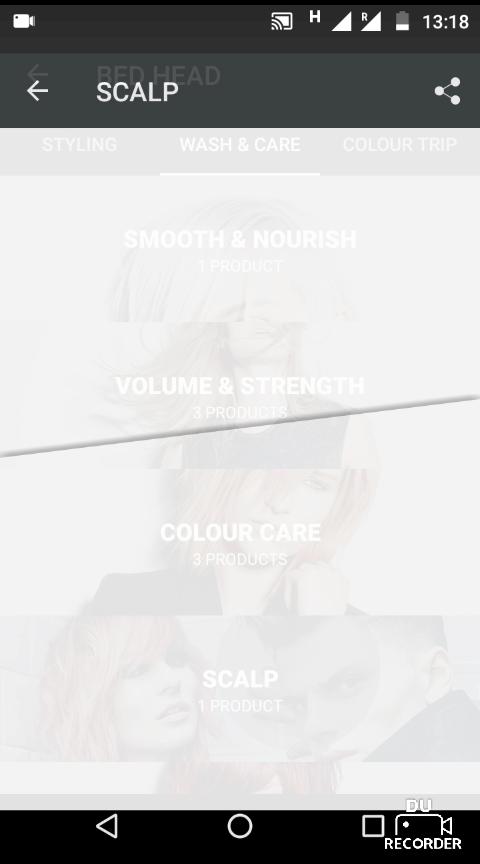 H R 13:18
BED HEAD
SCALP
STYLING WASH & CARE COLOUR TRIP
SMOOTH & NOURISH
1 PRODUCT
VOLUME & STRENGTH
3 PRODUCTS
COLOUR CARE
3 PRODUCTS
SCALP
1 PRODUCT
DU
RECORDER